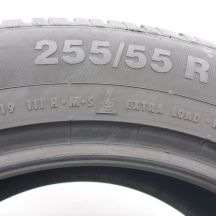 255/55 R
19 111 H • M+S EXTRA LOAD